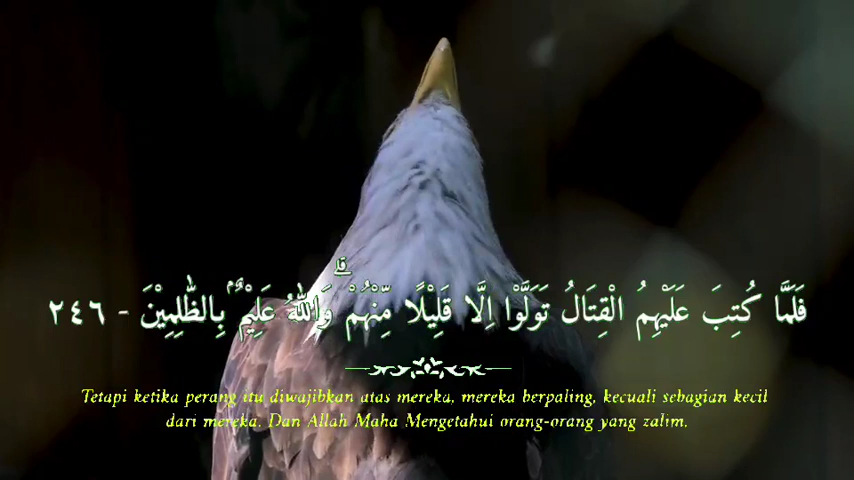 فَلَمَّا كُتِبَ عَلَيْهِمُ الْقِتَالُ تَوَلَّوْا اِلَّا قَلِيْلًا مِّنْهُمْ ۗوَاللّٰهُ عَلِيْمٌۢ بِالظّٰلِمِيْنَ - ٢٤٦
Tetapi ketika perang itu diwajibkan atas mereka, mereka berpaling, kecuali sebagian kecil
dari mereka. Dan Allah Maha Mengetahui orang-orang yang zalim.